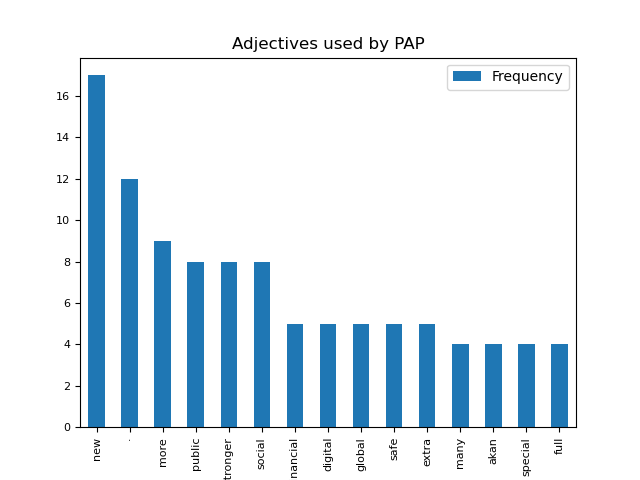 Adjectives used by PAP
Frequency
16
14
12
10
8
6
4
2
0
new
.
more
public
tronger
social
nancial
digital
global
safe
extra
many
akan
special
full